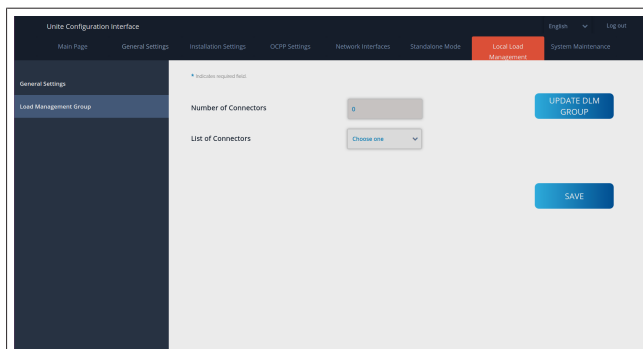 Unite Configuration Interface
English
Log out
Main Page
General Settings
Installation Settings
OCPP Settings
Network Interfaces
Standalone Mode
Local Load
Management
System Maintenance
General Settings
Load Management Group
* Indicates required field.
Number of Connectors
0
UPDATE DLM
GROUP
List of Connectors
Choose one
SAVE